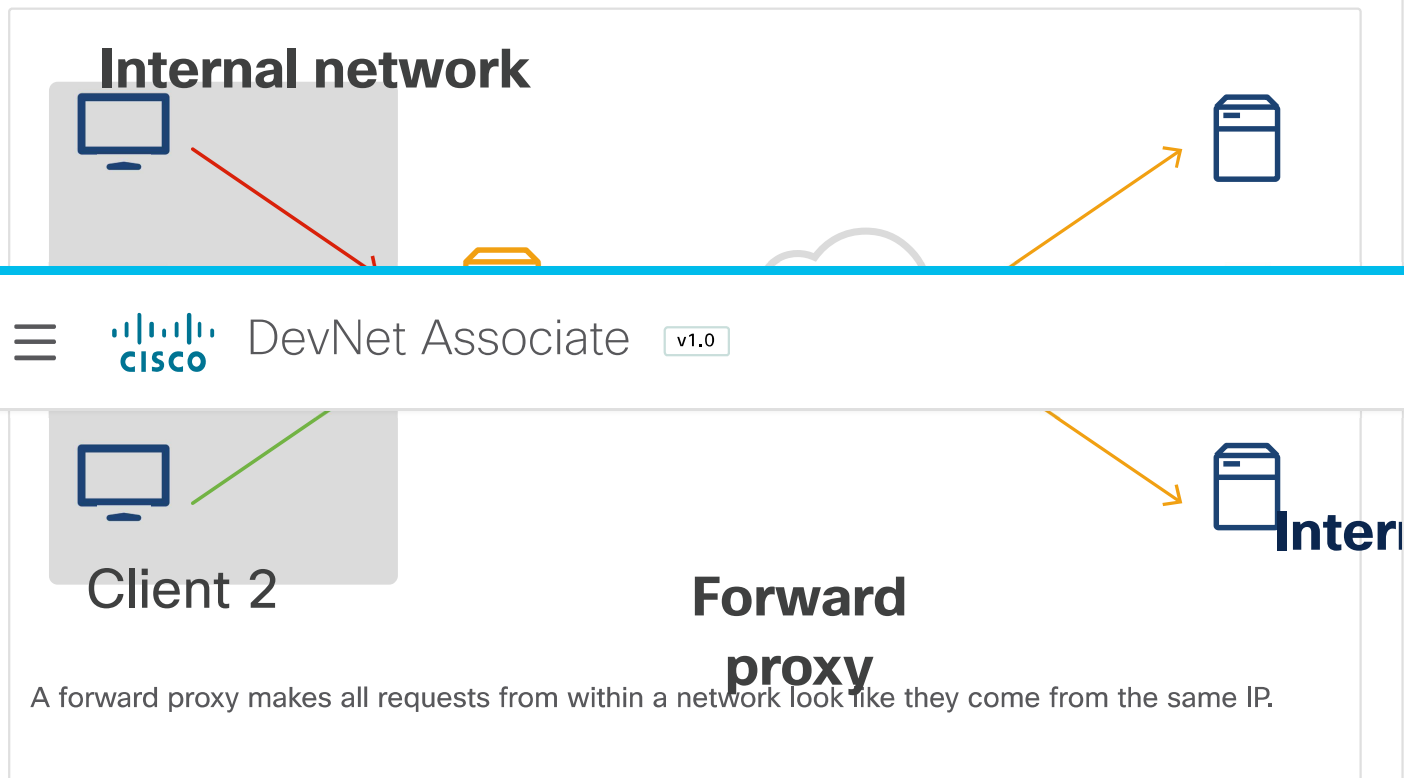 Internal network
CISCO
DevNet Associate
v1.0
Client 2
Forward
proxy
A forward proxy makes all requests from within a network look like they come from the same IP.